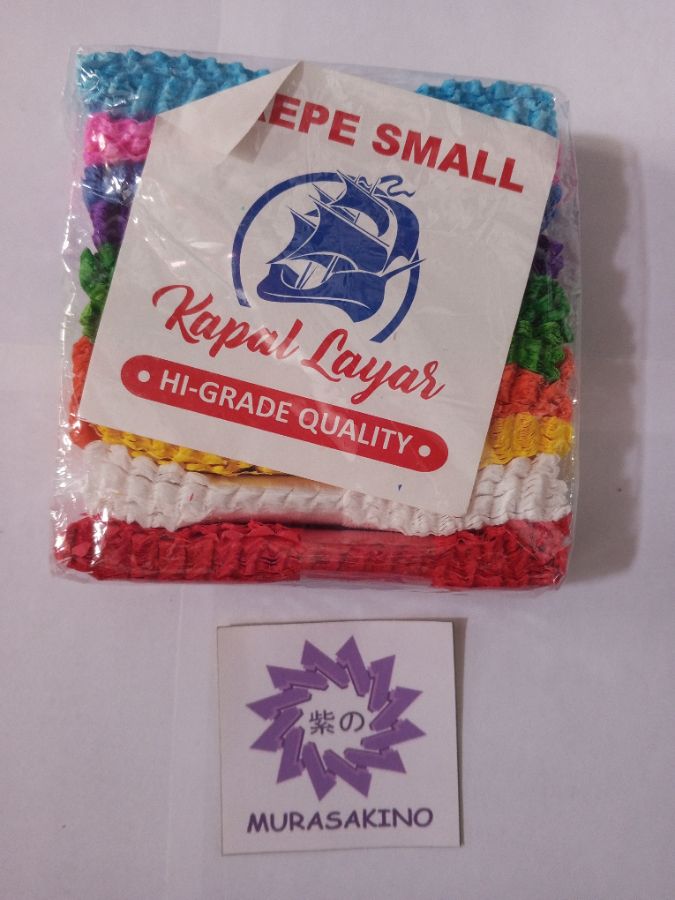 EPE SMALL
Kapal Layar
HI-GRADE QUALITY
紫の
MURASAKINO